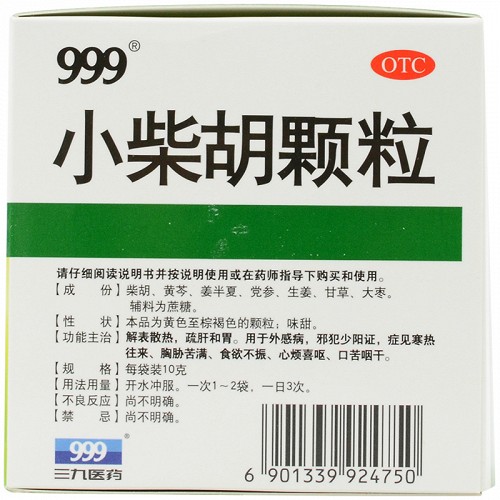 999®
OTC
小柴胡颗粒
请仔细阅读说明书并按说明使用或在药师指导下购买和使用。
【成　份】柴胡、黄芩、姜半夏、党参、生姜、甘草、大枣。
辅料为蔗糖。
【性　状】本品为黄色至棕褐色的颗粒；味甜。
【功能主治】解表散热，疏肝和胃。用于外感病，邪犯少阳证，症见寒热
往来、胸胁苦满、食欲不振、心烦喜呕、口苦咽干。
【规　格】每袋装10克
【用法用量】开水冲服。一次1～2袋，一日3次。
【不良反应】尚不明确。
【禁　忌】尚不明确。
999®
三九医药
6 901339 924750